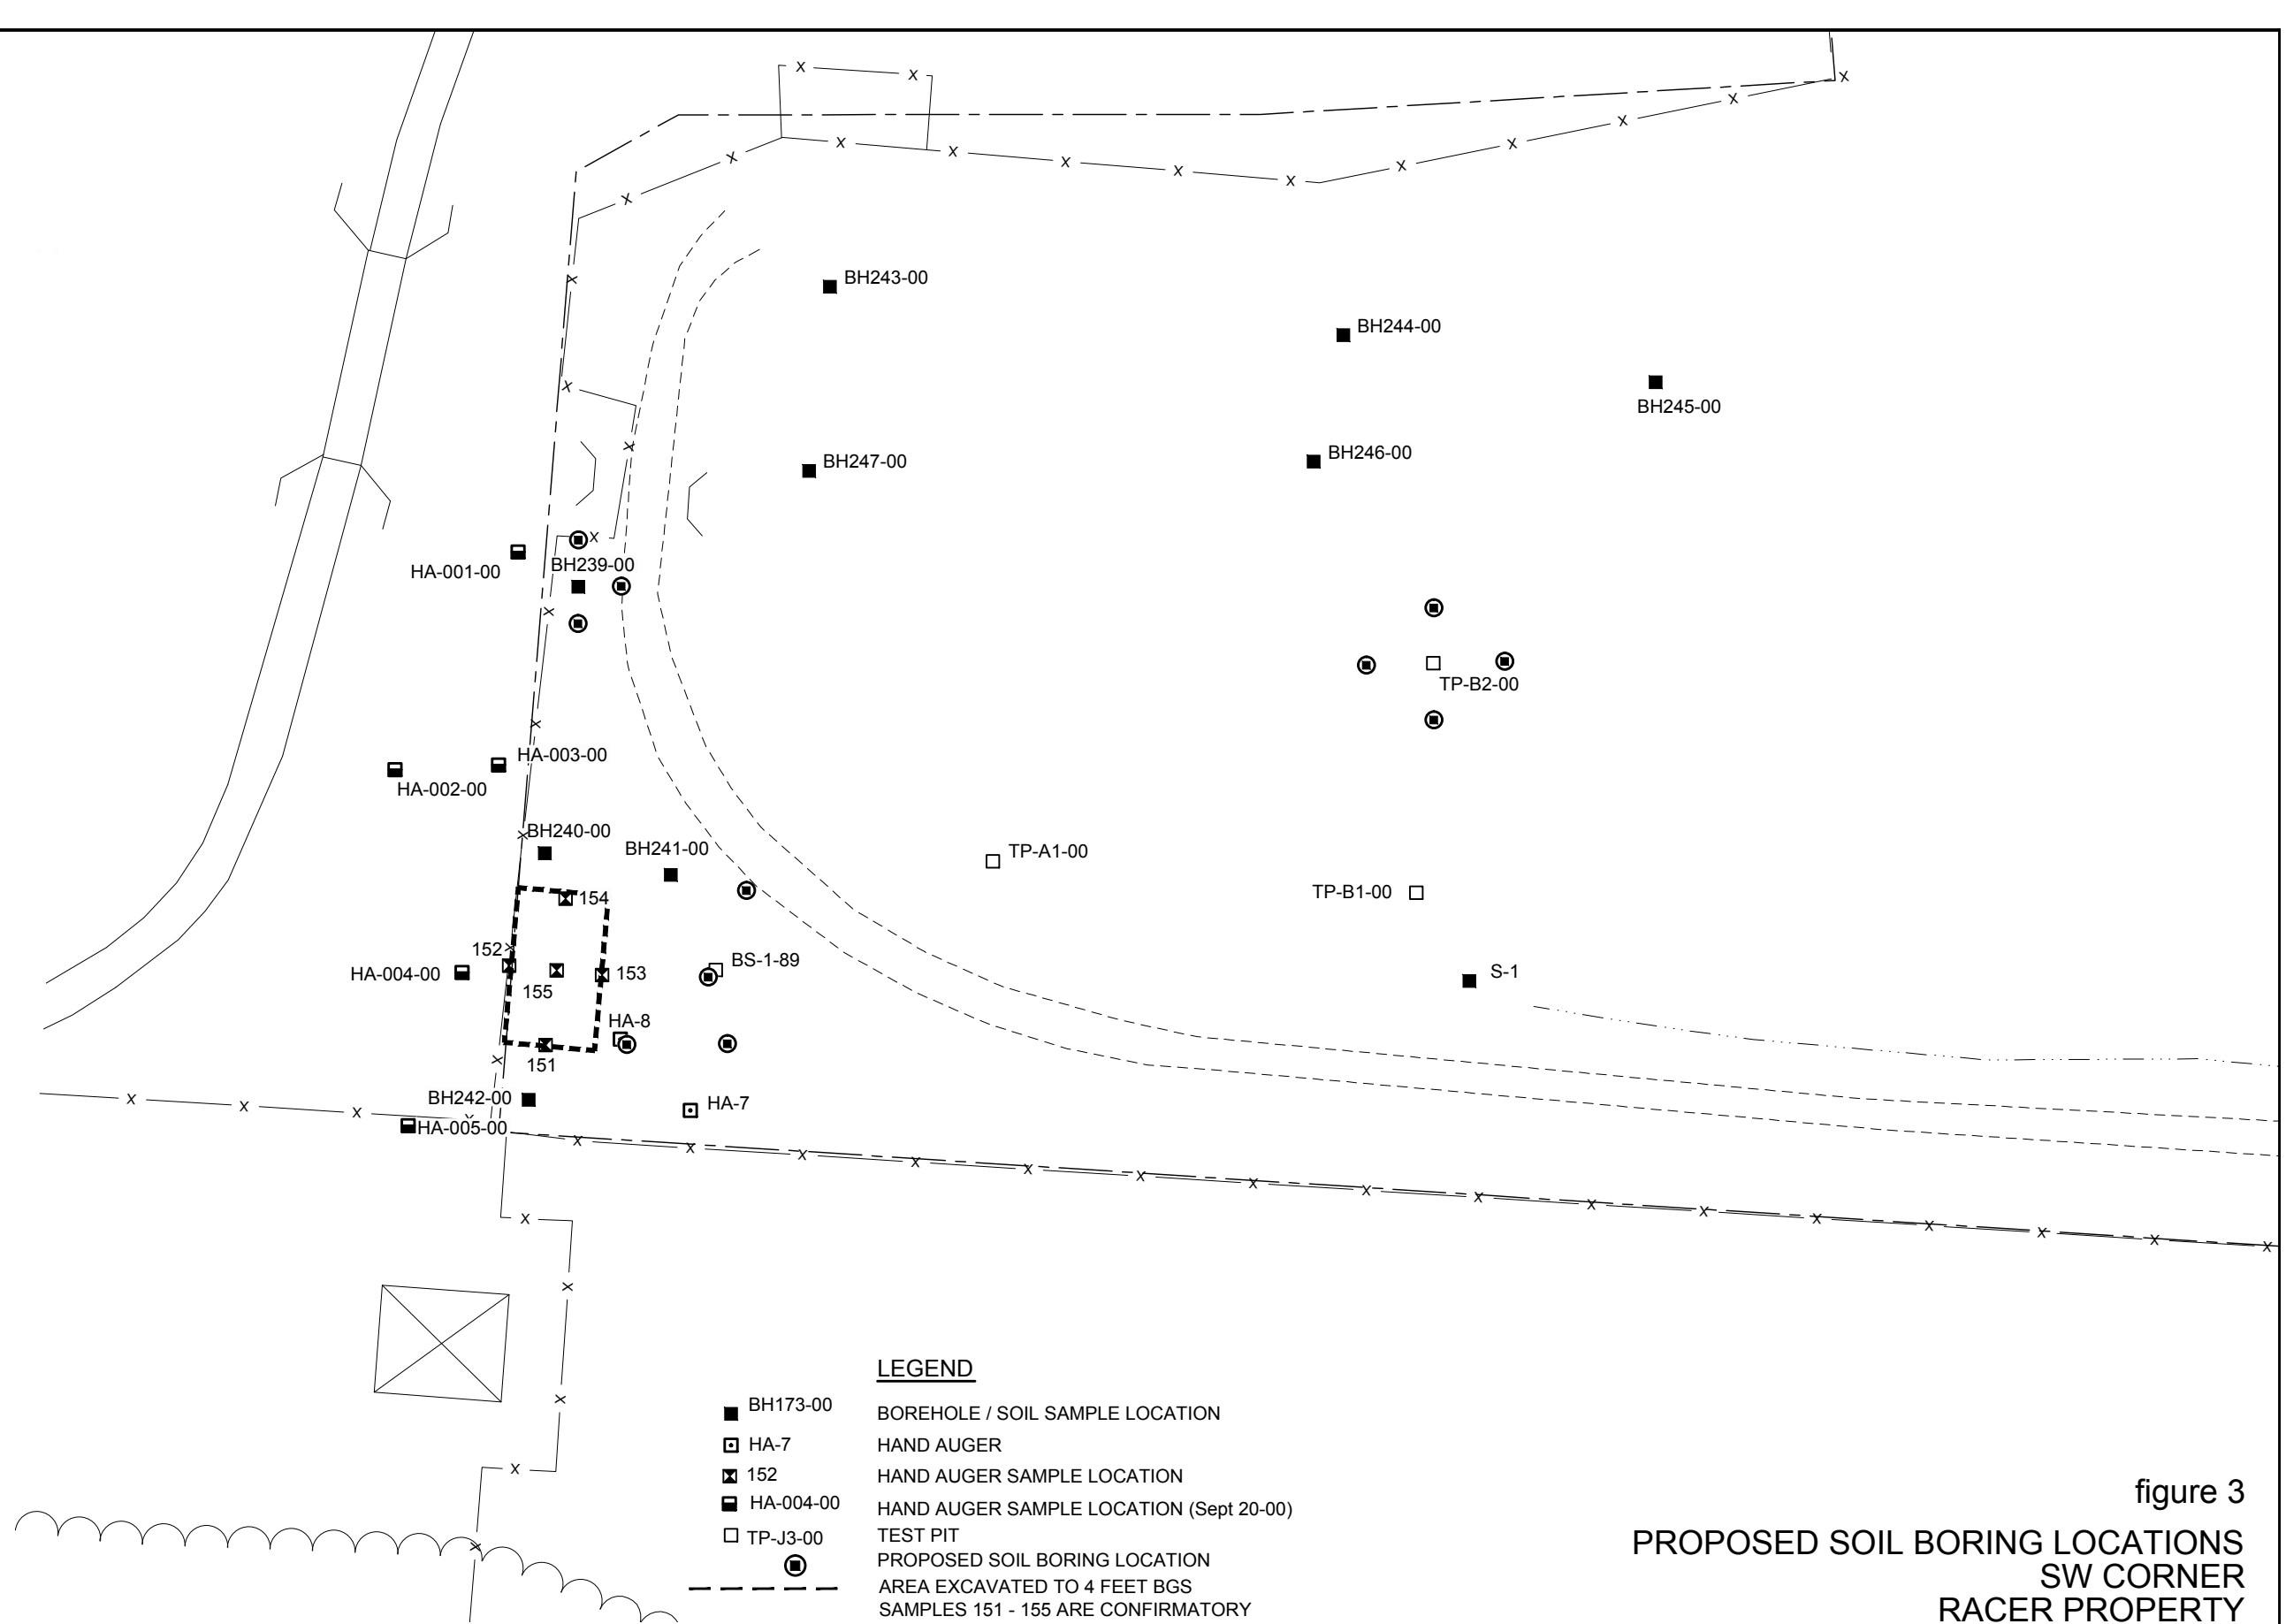 BH243-00
BH244-00
BH245-00
BH247-00
BH246-00
HA-001-00
BH239-00
TP-B2-00
HA-003-00
HA-002-00
BH240-00
BH241-00
TP-A1-00
TP-B1-00
154
152
HA-004-00
155
153
BS-1-89
S-1
HA-8
151
BH242-00
HA-7
HA-005-00
LEGEND
BH173-00 BOREHOLE / SOIL SAMPLE LOCATION
HA-7 HAND AUGER
152 HAND AUGER SAMPLE LOCATION
HA-004-00 HAND AUGER SAMPLE LOCATION (Sept 20-00)
TP-J3-00 TEST PIT
PROPOSED SOIL BORING LOCATION
AREA EXCAVATED TO 4 FEET BGS
SAMPLES 151 - 155 ARE CONFIRMATORY
figure 3
PROPOSED SOIL BORING LOCATIONS
SW CORNER
RACER PROPERTY